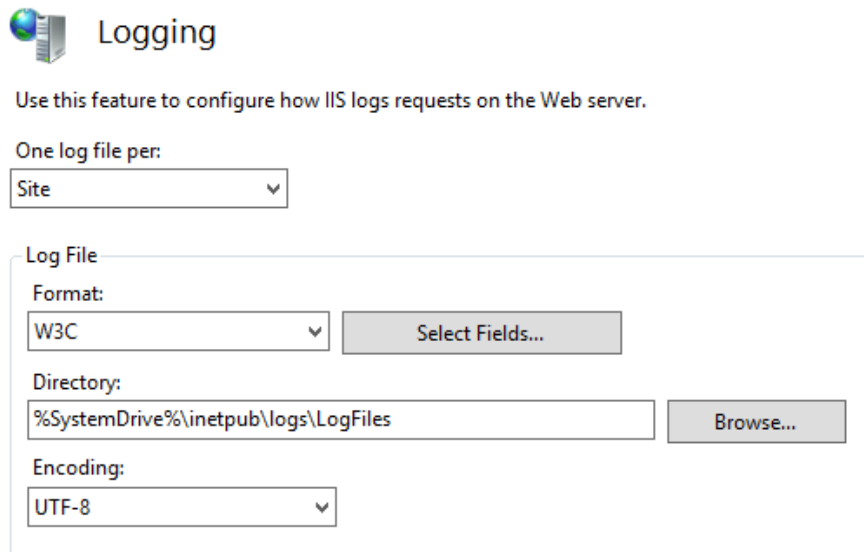 Logging
Use this feature to configure how IIS logs requests on the Web server.
One log file per:
Site
Log File
Format:
W3C
Select Fields...
Directory:
%SystemDrive%\inetpub\logs\LogFiles
Browse...
Encoding:
UTF-8